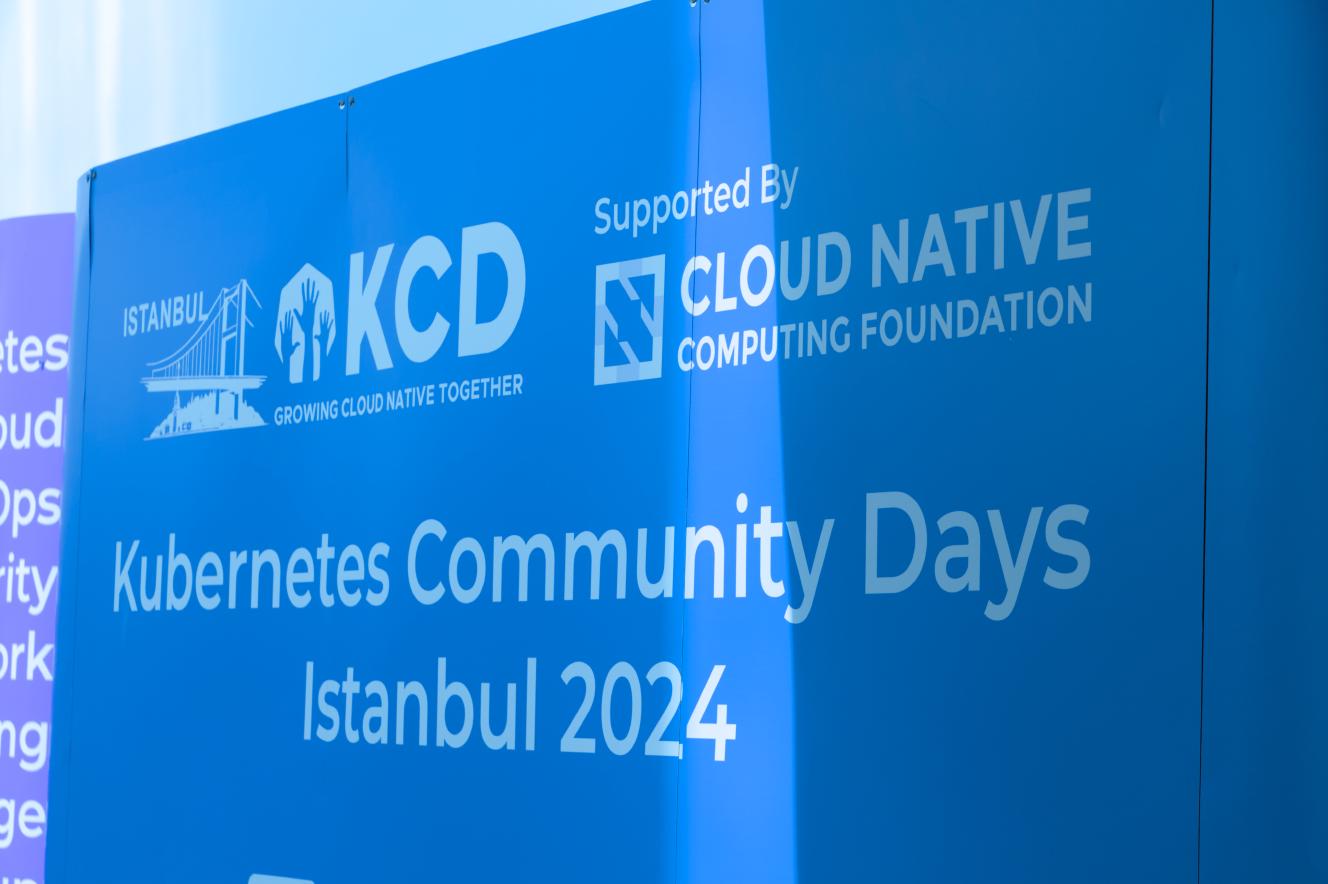 ISTANBUL
KCD
GROWING CLOUD NATIVE TOGETHER
Supported By
CLOUD NATIVE
COMPUTING FOUNDATION
Kubernetes Community Days
Istanbul 2024